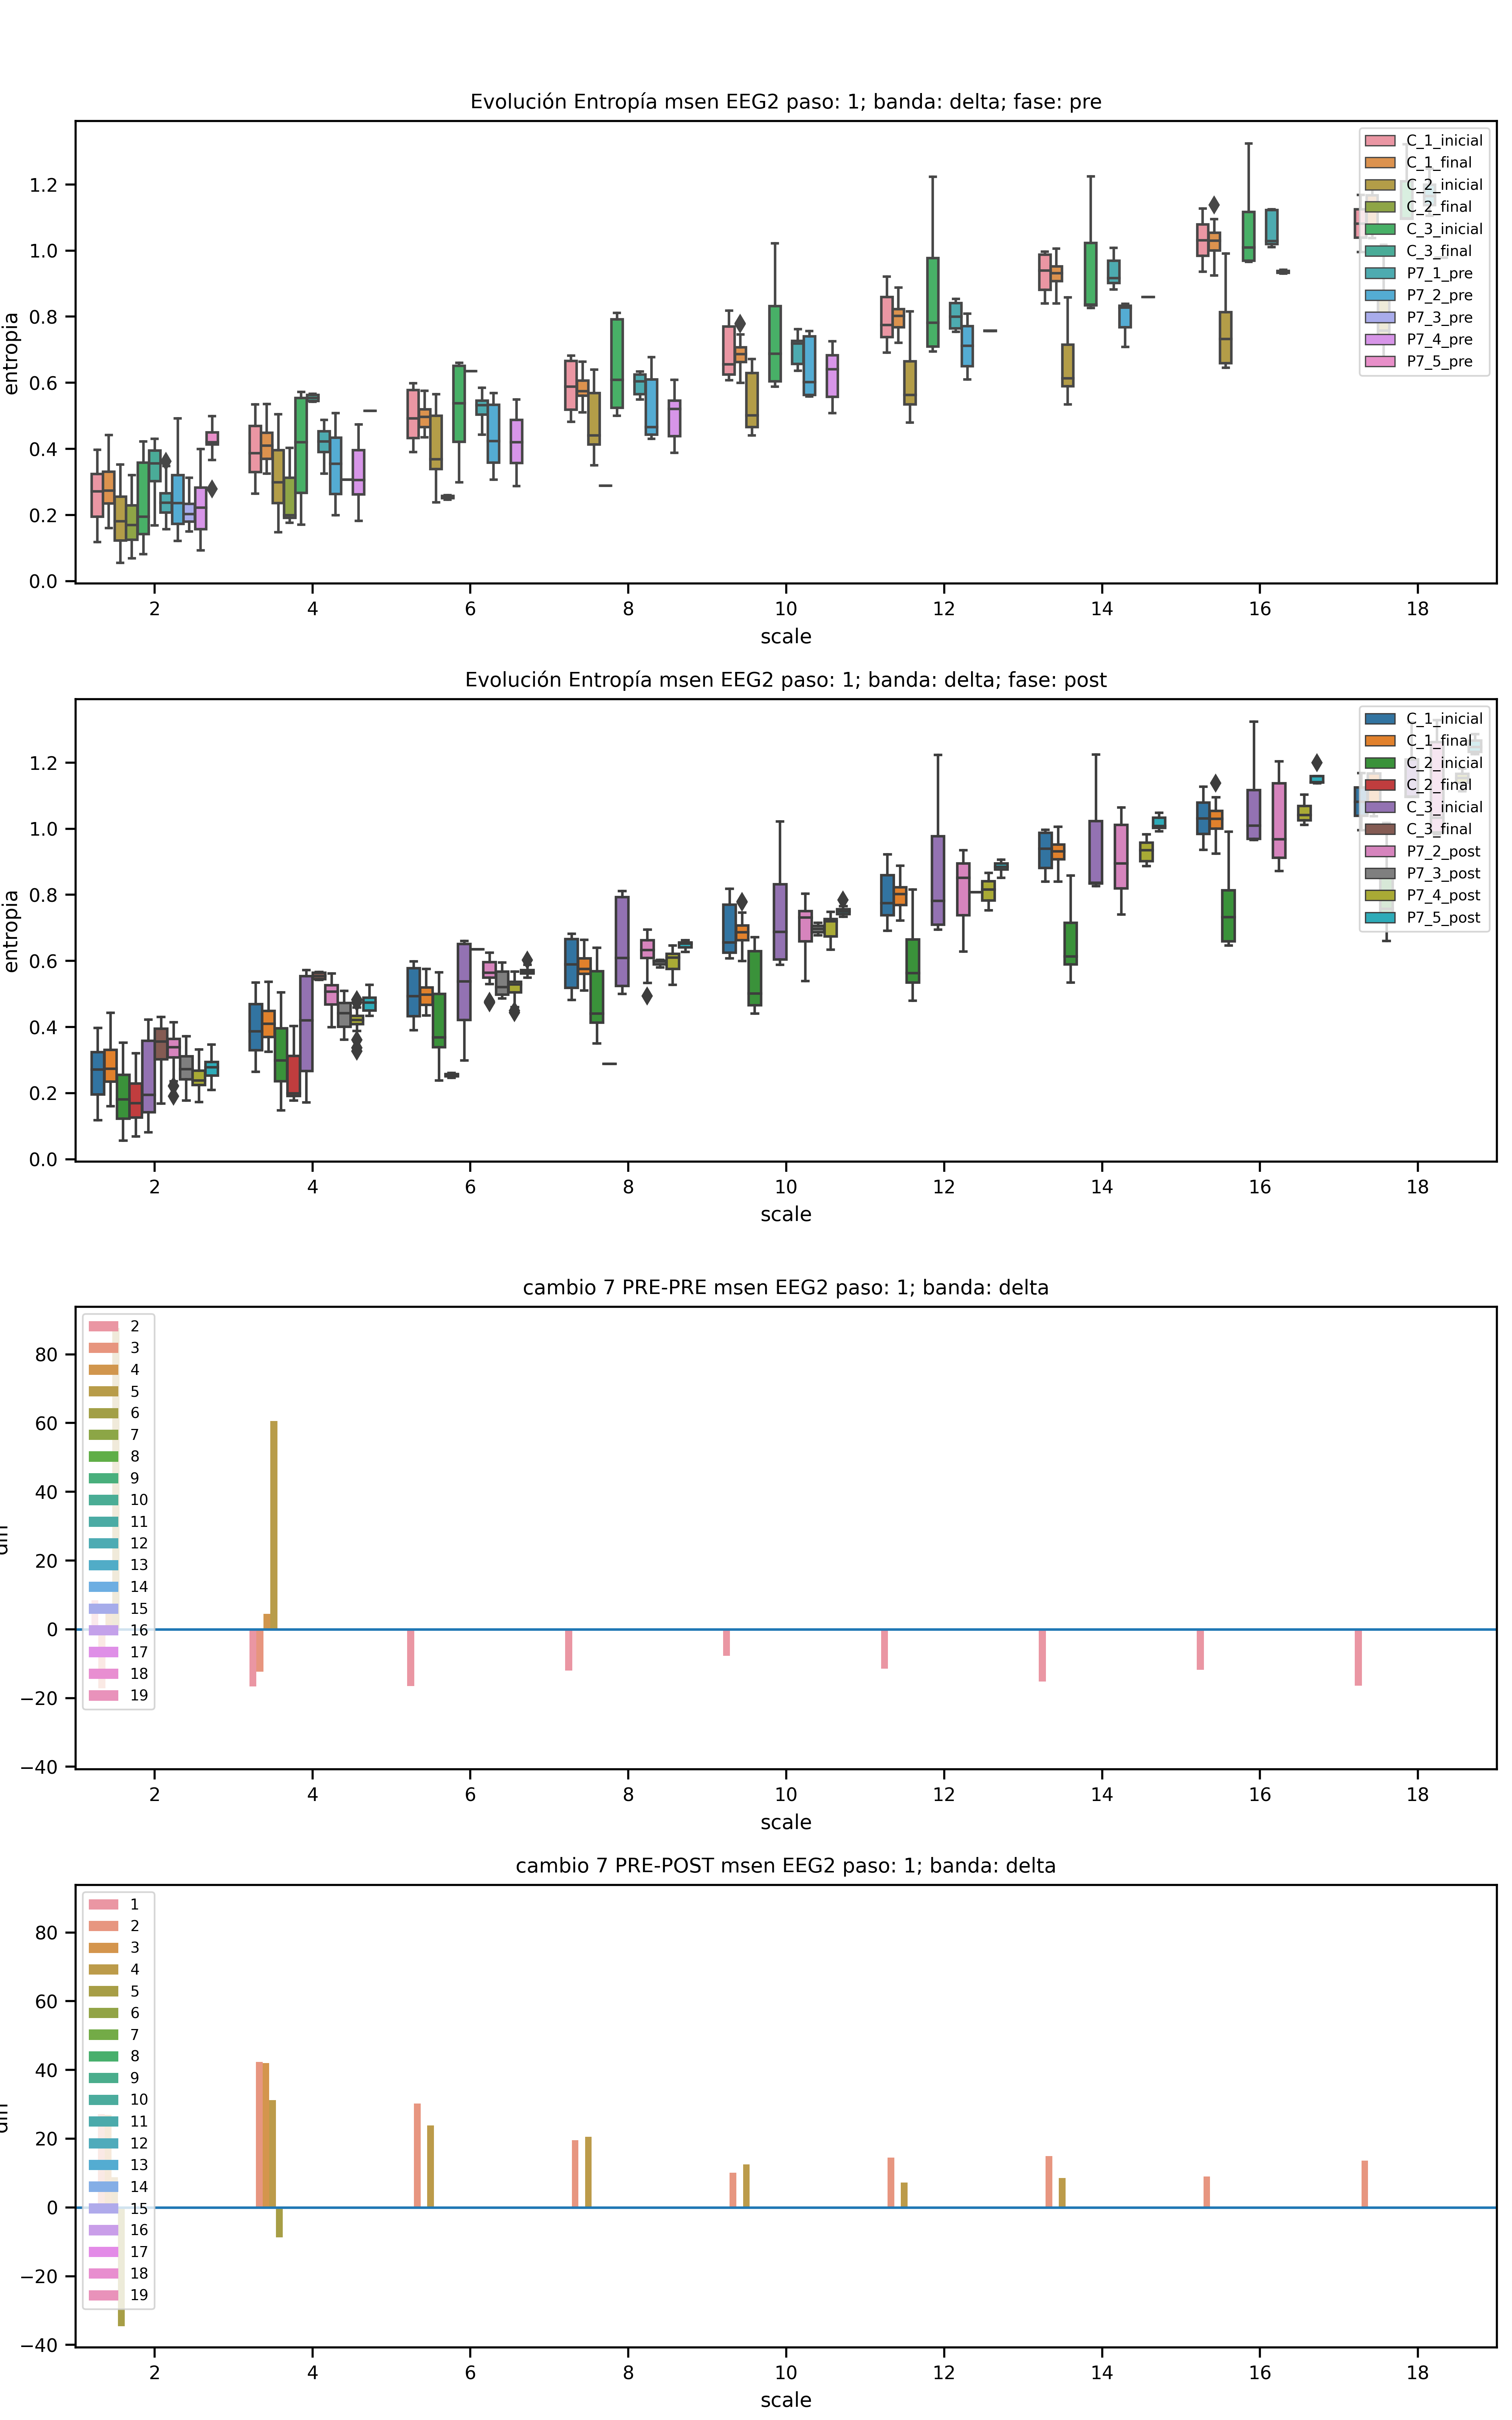 Evolución Entropía msen EEG2 paso: 1; banda: delta; fase: pre
entropia
1.2
1.0
0.8
0.6
0.4
0.2
0.0
C_1_inicial
C_1_final
C_2_inicial
C_2_final
C_3_inicial
C_3_final
P7_1_pre
P7_2_pre
P7_3_pre
P7_4_pre
P7_5_pre
2 4 6 8 10 12 14 16 18
scale
Evolución Entropía msen EEG2 paso: 1; banda: delta; fase: post
entropia
1.2
1.0
0.8
0.6
0.4
0.2
0.0
C_1_inicial
C_1_final
C_2_inicial
C_2_final
C_3_inicial
C_3_final
P7_2_post
P7_3_post
P7_4_post
P7_5_post
2 4 6 8 10 12 14 16 18
scale
cambio 7 PRE-PRE msen EEG2 paso: 1; banda: delta
80
60
40
20
0
−20
−40
2
3
4
5
6
7
8
9
10
11
12
13
14
15
16
17
18
19
2 4 6 8 10 12 14 16 18
scale
cambio 7 PRE-POST msen EEG2 paso: 1; banda: delta
80
60
40
20
0
−20
−40
1
2
3
4
5
6
7
8
9
10
11
12
13
14
15
16
17
18
19
2 4 6 8 10 12 14 16 18
scale